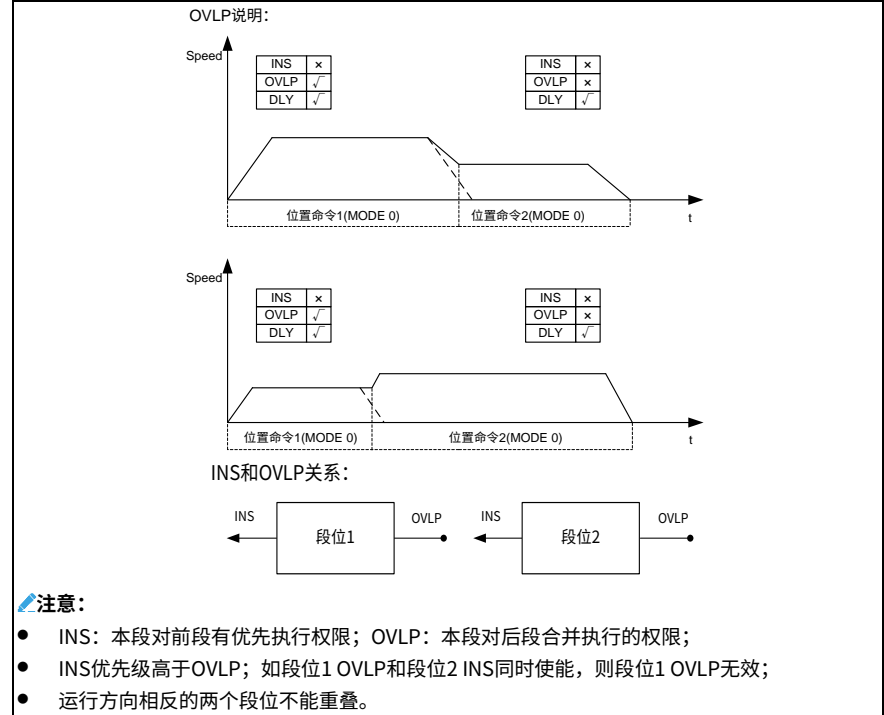 OVLP说明：
Speed
INS × INS ×
OVLP √ OVLP ×
DLY √ DLY √
位置命令1(MODE 0) 位置命令2(MODE 0) t
Speed
INS × INS ×
OVLP √ OVLP ×
DLY √ DLY √
位置命令1(MODE 0) 位置命令2(MODE 0) t
INS和OVLP关系：
INS 段位1 OVLP INS 段位2 OVLP
注意：
● INS：本段对前段有优先执行权限；OVLP：本段对后段合并执行的权限；
● INS优先级高于OVLP；如段位1 OVLP和段位2 INS同时使能，则段位1 OVLP无效；
● 运行方向相反的两个段位不能重叠。